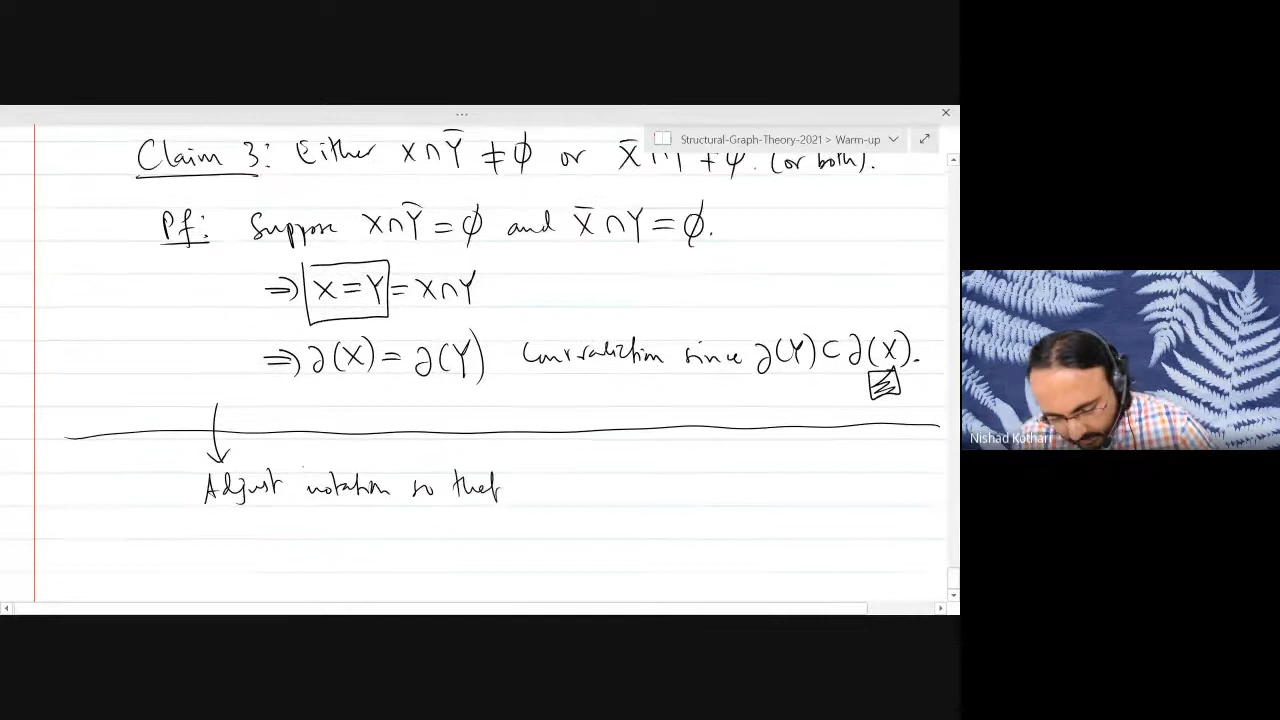 Structural-Graph-Theory-2021 > Warm-up
Claim 3: Either X∩Y̅ ≠ ϕ or X̅ ∩ Y ≠ ϕ. (or both).
Pf: Suppose X∩Y̅ = ϕ and X̅ ∩ Y = ϕ.
⇒ X = Y = X∩Y
⇒ ∂(X) = ∂(Y) Contradiction since ∂(Y) ⊂ ∂(X).
Adjust notation so that
Nishad Kothari